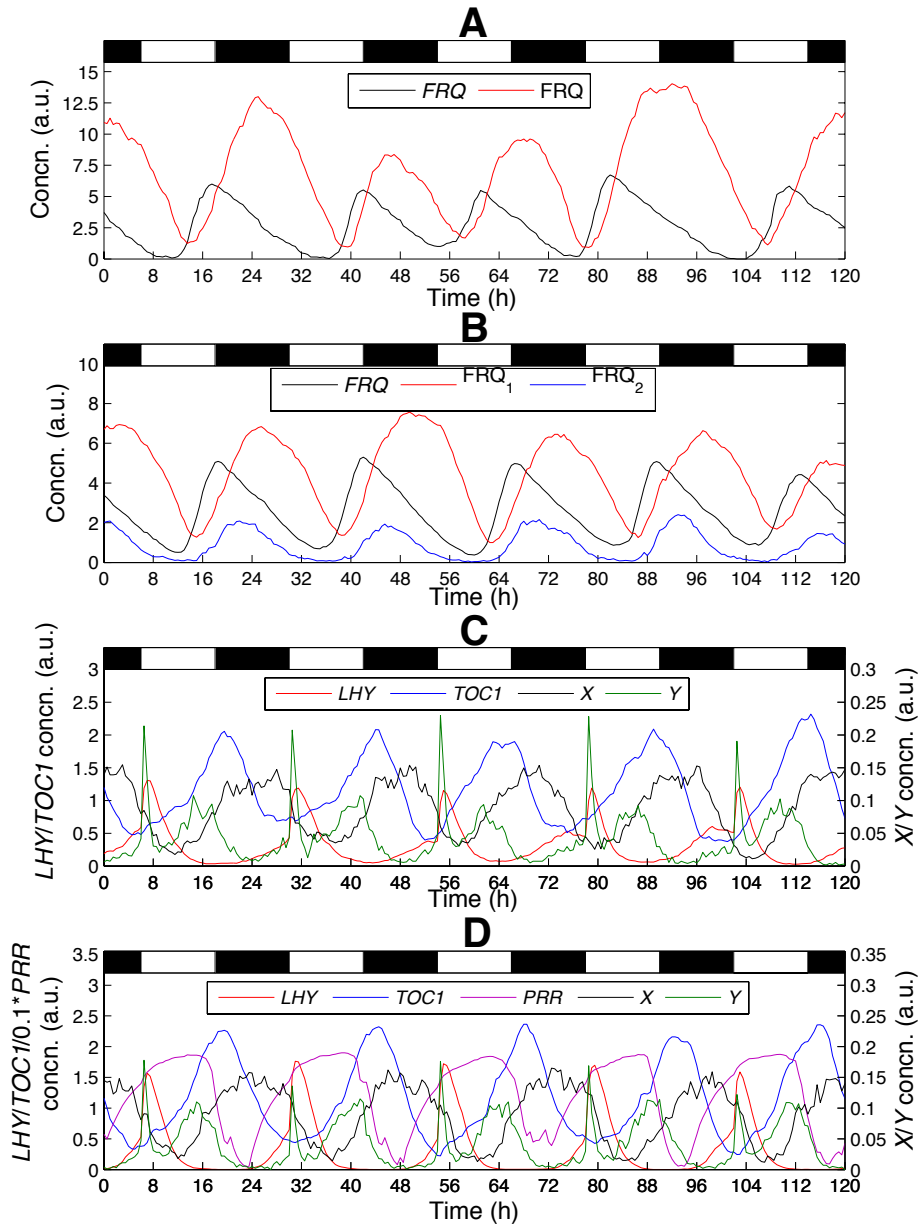 A
Concn. (a.u.)
15
12.5
10
7.5
5
2.5
0
FRQ FRQ
0 8 16 24 32 40 48 56 64 72 80 88 96 104 112 120
Time (h)
B
Concn. (a.u.)
10
8
6
4
2
0
FRQ FRQ1 FRQ2
0 8 16 24 32 40 48 56 64 72 80 88 96 104 112 120
Time (h)
C
LHY/TOC1 concn. (a.u.)
3
2.5
2
1.5
1
0.5
0
LHY TOC1 X Y
0.3
0.25
0.2
0.15
0.1
0.05
0
X/Y concn. (a.u.)
0 8 16 24 32 40 48 56 64 72 80 88 96 104 112 120
Time (h)
D
LHY/TOC1/0.1*PRR
concn. (a.u.)
3.5
3
2.5
2
1.5
1
0.5
0
LHY TOC1 PRR X Y
0.35
0.3
0.25
0.2
0.15
0.1
0.05
0
X/Y concn. (a.u.)
0 8 16 24 32 40 48 56 64 72 80 88 96 104 112 120
Time (h)